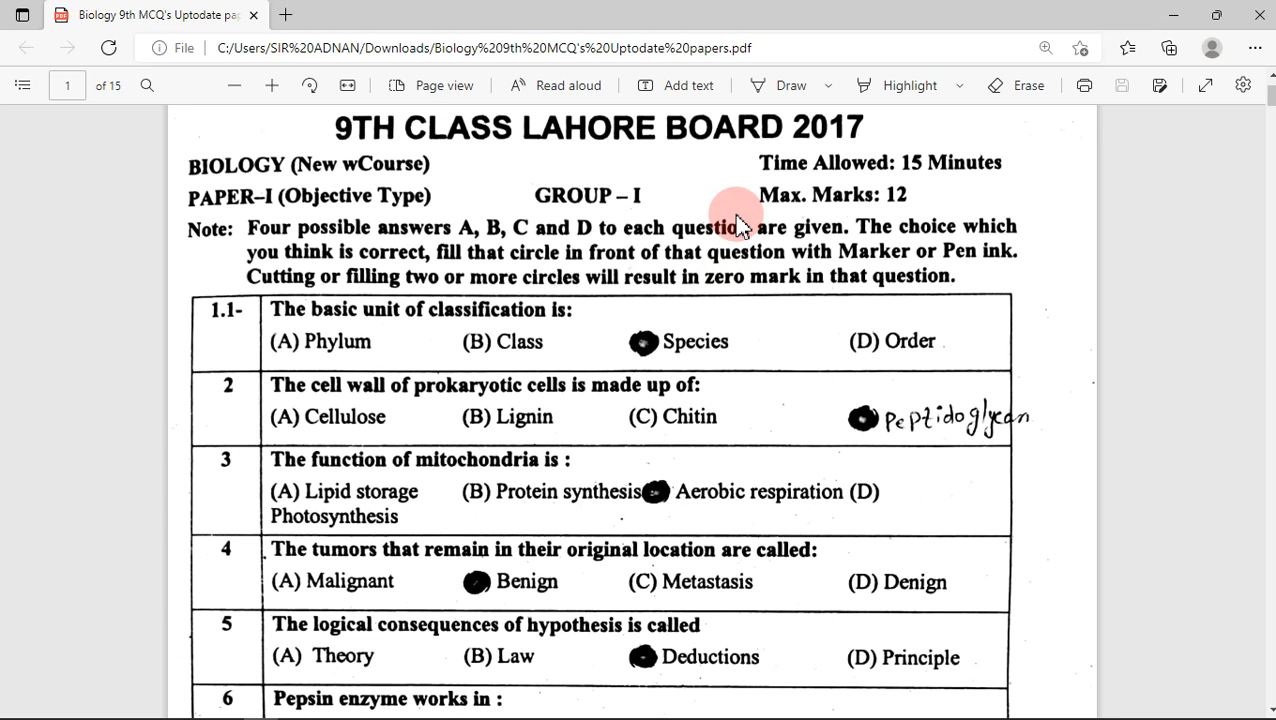 Biology 9th MCQ's Uptodate pa
File C:/Users/SIR%20ADNAN/Downloads/Biology%209th%20MCQ's%20Uptodate%20papers.pdf
1 of 15 Page view Read aloud Add text Draw Highlight Erase
9TH CLASS LAHORE BOARD 2017
BIOLOGY (New wCourse) Time Allowed: 15 Minutes
PAPER–I (Objective Type) GROUP – I Max. Marks: 12
Note: Four possible answers A, B, C and D to each question are given. The choice which
you think is correct, fill that circle in front of that question with Marker or Pen ink.
Cutting or filling two or more circles will result in zero mark in that question.
1.1- The basic unit of classification is:
(A) Phylum (B) Class Species (D) Order
2 The cell wall of prokaryotic cells is made up of:
(A) Cellulose (B) Lignin (C) Chitin Peptidoglycan
3 The function of mitochondria is :
(A) Lipid storage (B) Protein synthesis Aerobic respiration (D)
Photosynthesis
4 The tumors that remain in their original location are called:
(A) Malignant Benign (C) Metastasis (D) Denign
5 The logical consequences of hypothesis is called
(A) Theory (B) Law Deductions (D) Principle
6 Pepsin enzyme works in :